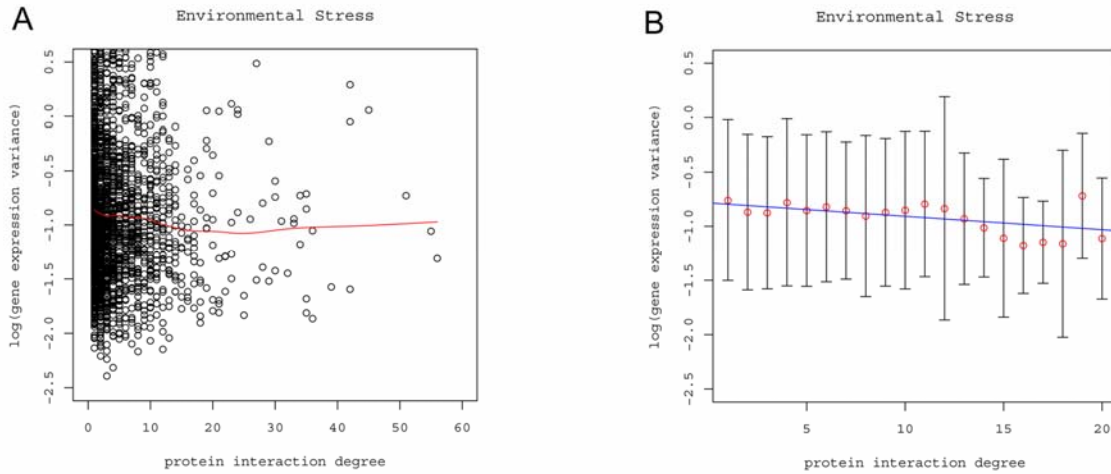 A
Environmental Stress
log(gene expression variance)
0.5
0.0
-0.5
-1.0
-1.5
-2.0
-2.5
0 10 20 30 40 50 60
protein interaction degree
B
Environmental Stress
log(gene expression variance)
0.5
0.0
-0.5
-1.0
-1.5
-2.0
-2.5
5 10 15 20
protein interaction degree